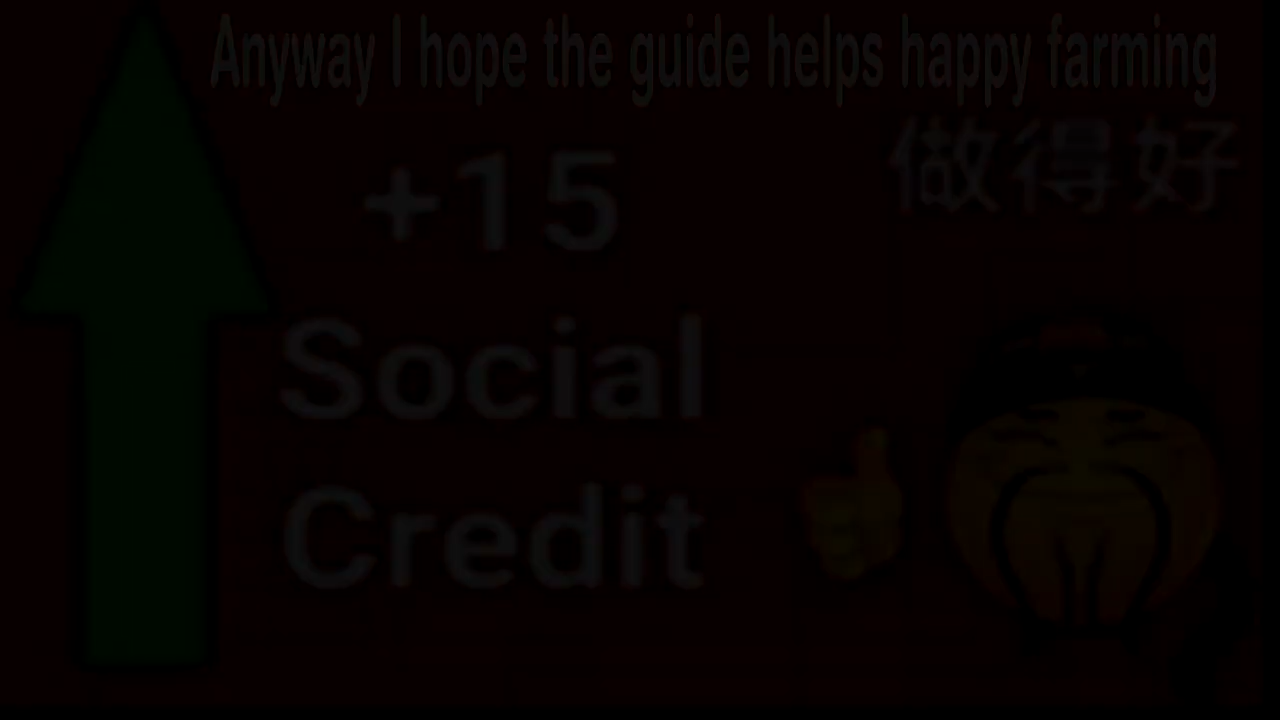 Anyway I hope the guide helps happy farming
做得好
+15
Social
Credit